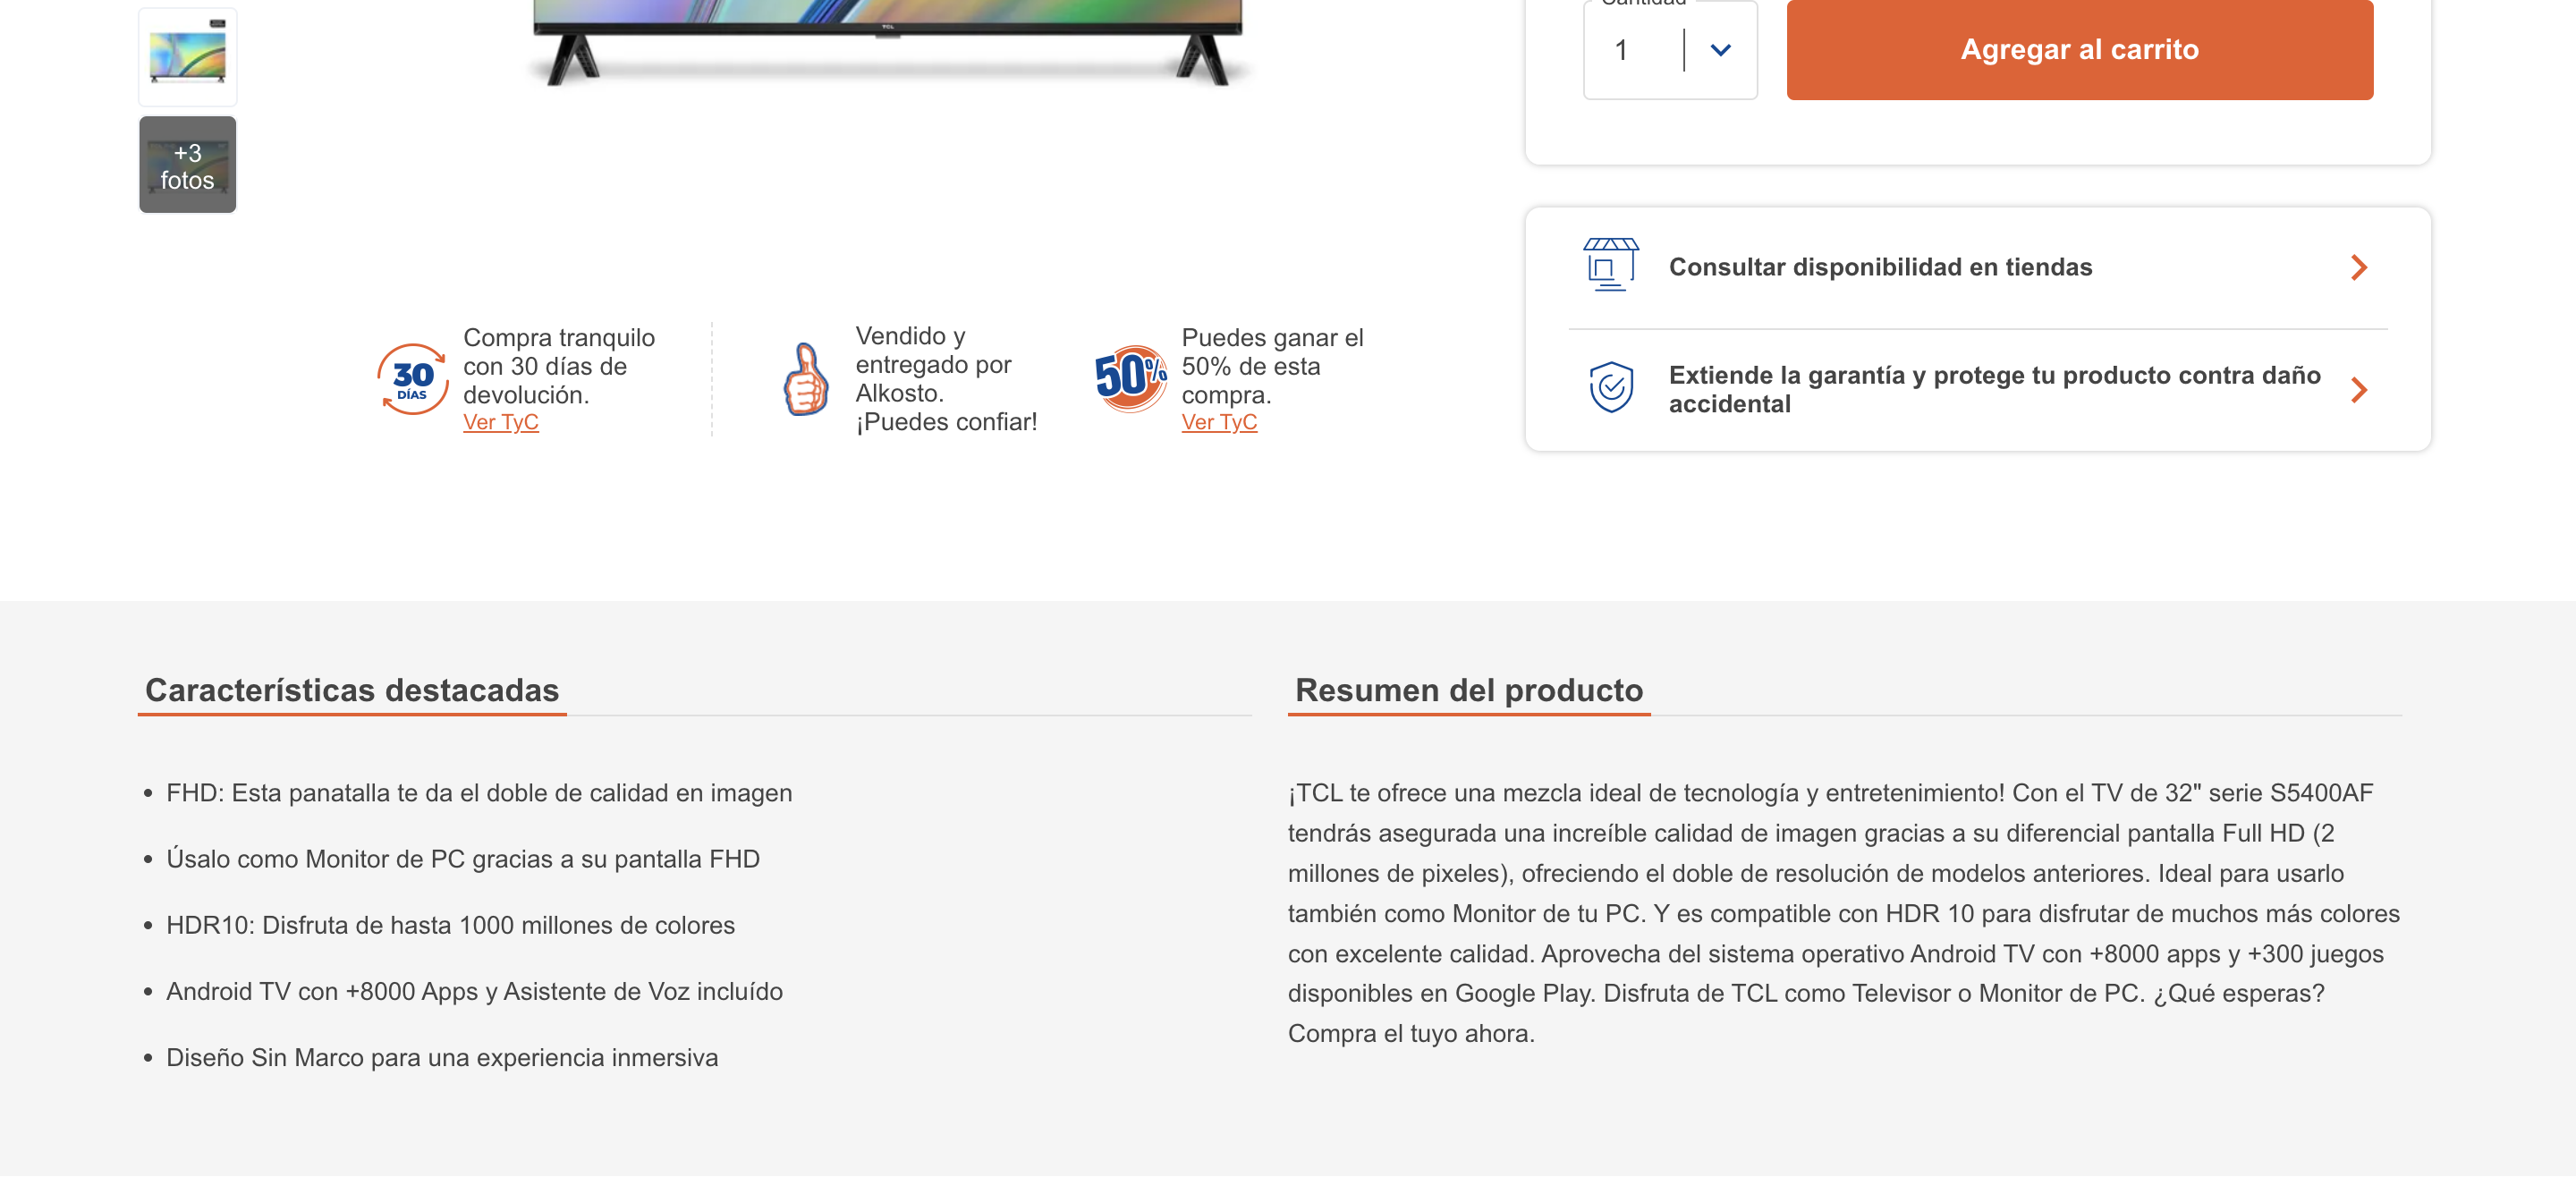 TCL
Cantidad
1
Agregar al carrito
+3
fotos
Consultar disponibilidad en tiendas
Extiende la garantía y protege tu producto contra daño
accidental
30
DÍAS
Compra tranquilo
con 30 días de
devolución.
Ver TyC
Vendido y
entregado por
Alkosto.
¡Puedes confiar!
50%
Puedes ganar el
50% de esta
compra.
Ver TyC
Características destacadas
• FHD: Esta panatalla te da el doble de calidad en imagen
• Úsalo como Monitor de PC gracias a su pantalla FHD
• HDR10: Disfruta de hasta 1000 millones de colores
• Android TV con +8000 Apps y Asistente de Voz incluído
• Diseño Sin Marco para una experiencia inmersiva
Resumen del producto
¡TCL te ofrece una mezcla ideal de tecnología y entretenimiento! Con el TV de 32" serie S5400AF
tendrás asegurada una increíble calidad de imagen gracias a su diferencial pantalla Full HD (2
millones de pixeles), ofreciendo el doble de resolución de modelos anteriores. Ideal para usarlo
también como Monitor de tu PC. Y es compatible con HDR 10 para disfrutar de muchos más colores
con excelente calidad. Aprovecha del sistema operativo Android TV con +8000 apps y +300 juegos
disponibles en Google Play. Disfruta de TCL como Televisor o Monitor de PC. ¿Qué esperas?
Compra el tuyo ahora.